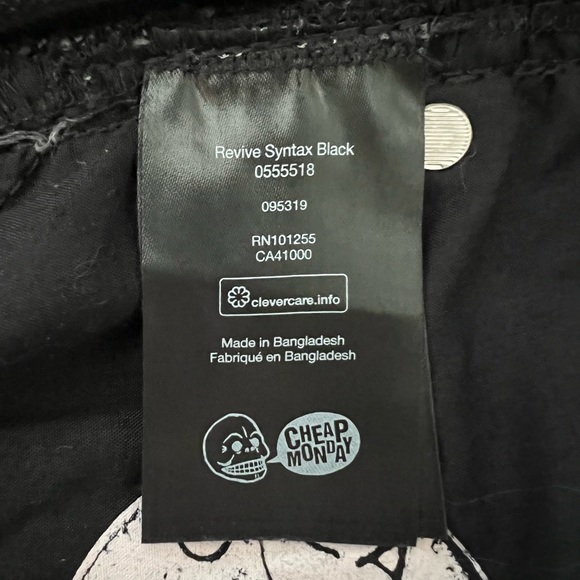 Revive Syntax Black
0555518
095319
RN101255
CA41000
clevercare.info
Made in Bangladesh
Fabriqué en Bangladesh
CHEAP
MONDAY